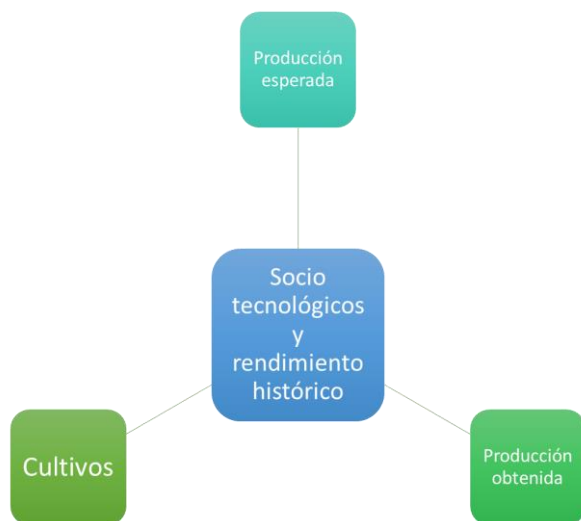 Producción
esperada
Socio
tecnológicos
y
rendimiento
histórico
Cultivos
Producción
obtenida